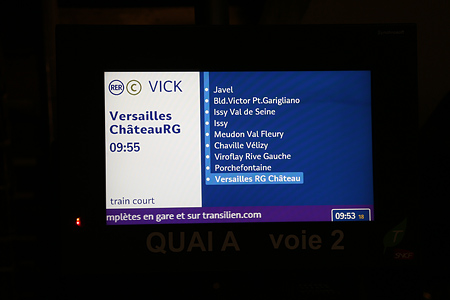 RER C VICK
Versailles
ChâteauRG
09:55
train court
Javel
Bld.Victor Pt.Garigliano
Issy Val de Seine
Issy
Meudon Val Fleury
Chaville Vélizy
Viroflay Rive Gauche
Porchefontaine
Versailles RG Château
mplètes en gare et sur transilien.com
09:53
QUAI A voie 2